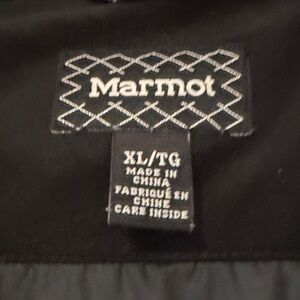 Marmot
XL/TG
MADE IN
CHINA
FABRIQUÉ EN
CHINE
CARE INSIDE